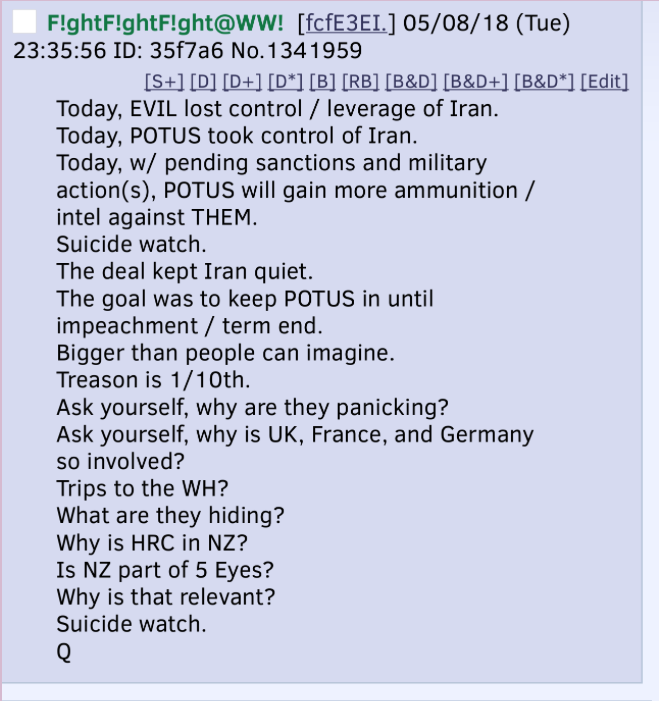 F!ghtF!ghtF!ght@WW! [fcfE3EI.] 05/08/18 (Tue)
23:35:56 ID: 35f7a6 No.1341959
[S+] [D] [D+] [D*] [B] [RB] [B&D] [B&D+] [B&D*] [Edit]
Today, EVIL lost control / leverage of Iran.
Today, POTUS took control of Iran.
Today, w/ pending sanctions and military
action(s), POTUS will gain more ammunition /
intel against THEM.
Suicide watch.
The deal kept Iran quiet.
The goal was to keep POTUS in until
impeachment / term end.
Bigger than people can imagine.
Treason is 1/10th.
Ask yourself, why are they panicking?
Ask yourself, why is UK, France, and Germany
so involved?
Trips to the WH?
What are they hiding?
Why is HRC in NZ?
Is NZ part of 5 Eyes?
Why is that relevant?
Suicide watch.
Q